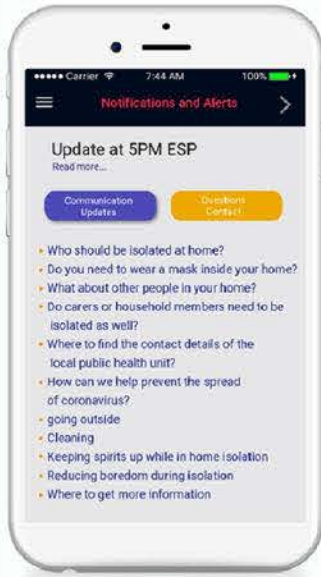 Carrier 7:44 AM 100%
Notifications and Alerts
Update at 5PM ESP
Read more...
Communication Questions
Updates Contact
• Who should be isolated at home?
• Do you need to wear a mask inside your home?
• What about other people in your home?
• Do carers or household members need to be
isolated as well?
• Where to find the contact details of the
local public health unit?
• How can we help prevent the spread
of coronavirus?
• going outside
• Cleaning
• Keeping spirits up while in home isolation
• Reducing boredom during isolation
• Where to get more information